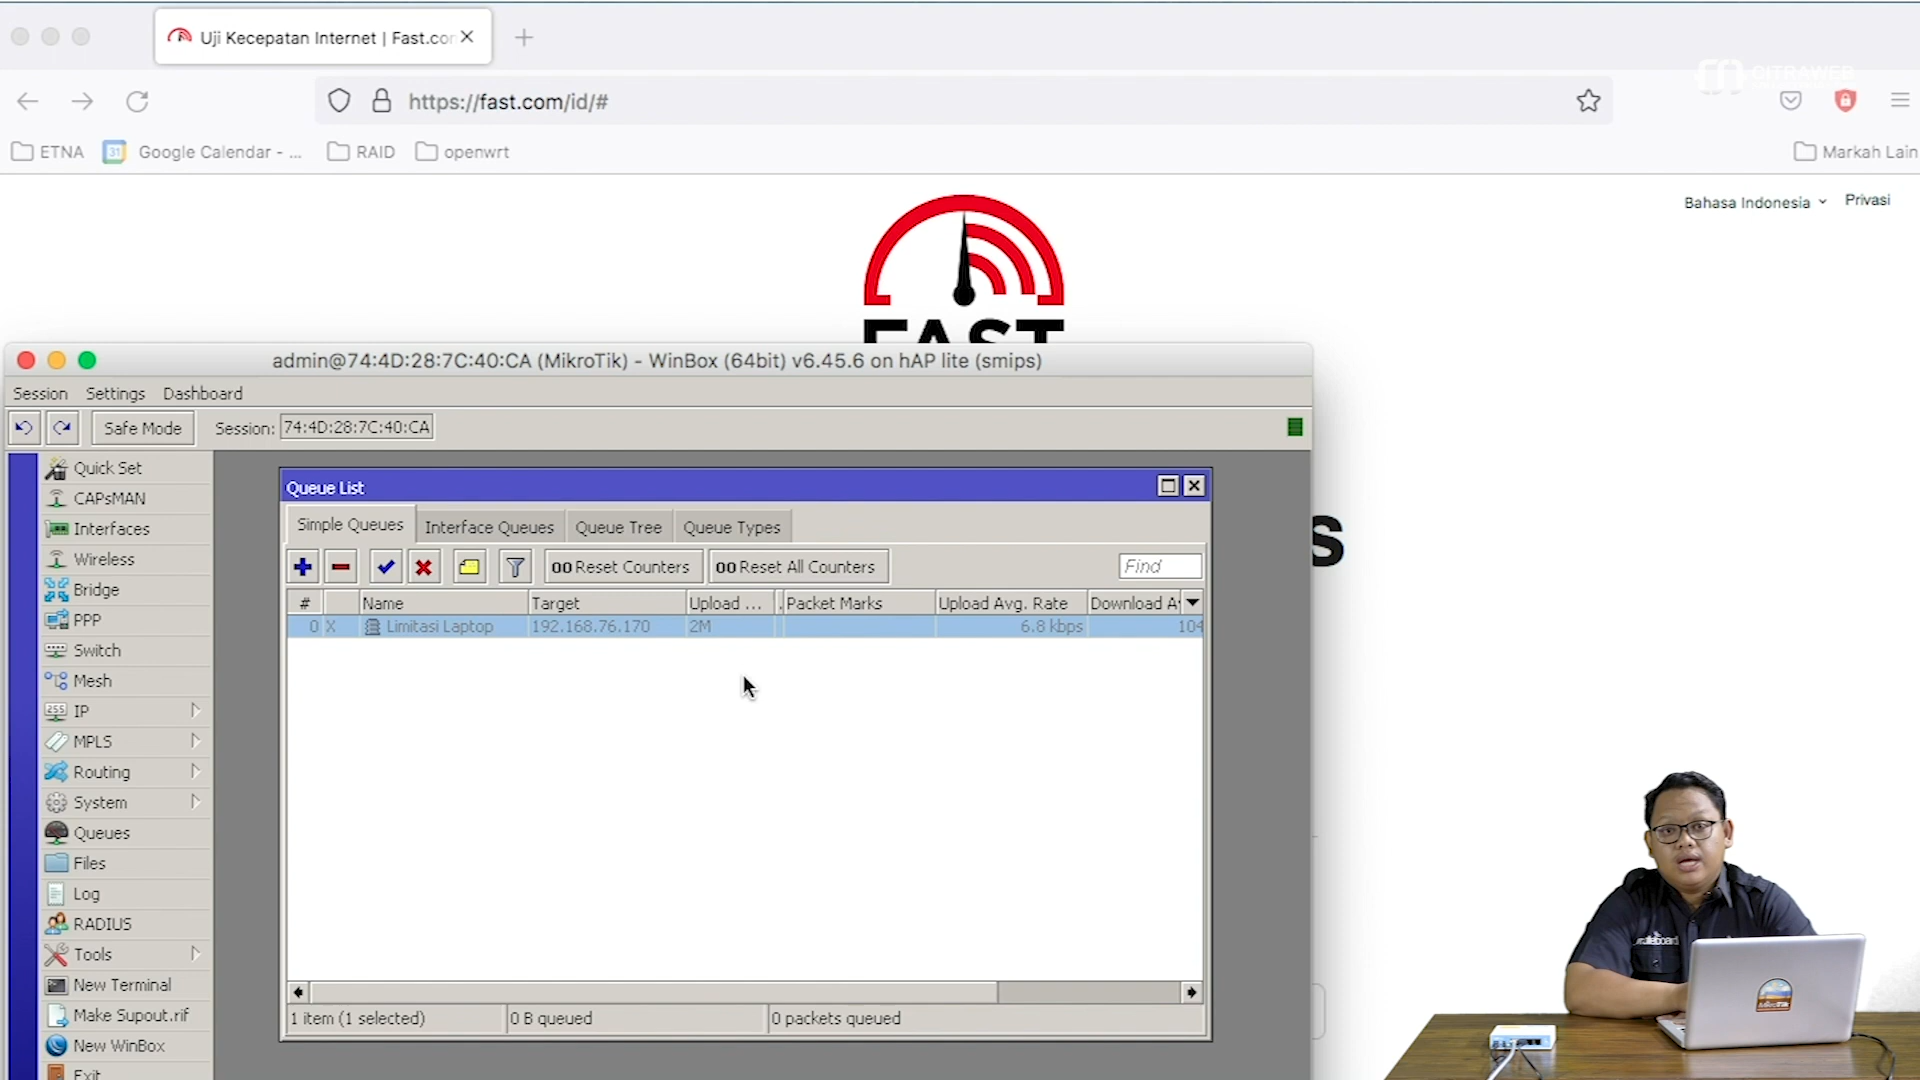 Uji Kecepatan Internet | Fast.com
CITRAWEB
https://fast.com/id/#
ETNA
31
Google Calendar - ...
RAID
openwrt
Markah Lain
Bahasa Indonesia
Privasi
FAST
admin@74:4D:28:7C:40:CA (MikroTik) - WinBox (64bit) v6.45.6 on hAP lite (smips)
Session Settings Dashboard
Safe Mode
Session: 74:4D:28:7C:40:CA
Quick Set
CAPsMAN
Interfaces
Wireless
Bridge
PPP
Switch
Mesh
255 IP
MPLS
Routing
System
Queues
Files
Log
RADIUS
Tools
New Terminal
Make Supout.rif
New WinBox
Exit
Queue List
Simple Queues Interface Queues Queue Tree Queue Types
00 Reset Counters 00 Reset All Counters Find
# Name Target Upload ... . Packet Marks Upload Avg. Rate Download A
0 X Limitasi Laptop 192.168.76.170 2M 6.8 kbps 104
1 item (1 selected) 0 B queued 0 packets queued
s